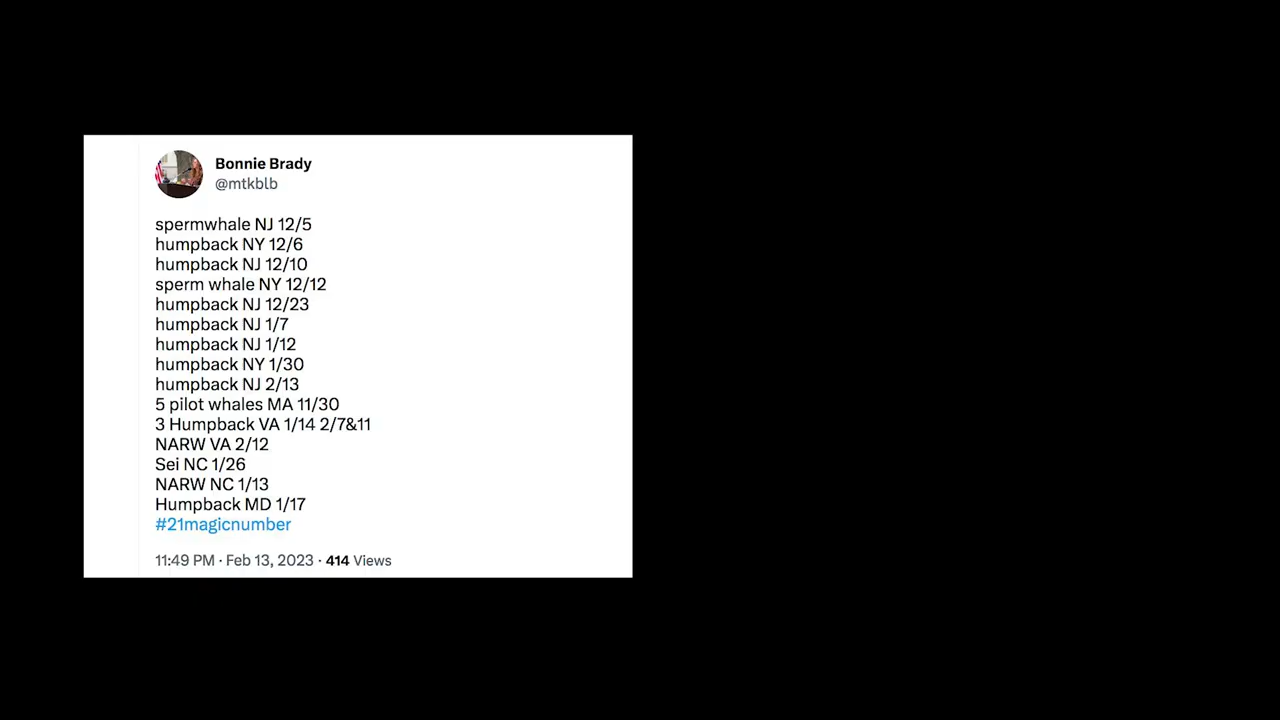 Bonnie Brady
@mtkblb
spermwhale NJ 12/5
humpback NY 12/6
humpback NJ 12/10
sperm whale NY 12/12
humpback NJ 12/23
humpback NJ 1/7
humpback NJ 1/12
humpback NY 1/30
humpback NJ 2/13
5 pilot whales MA 11/30
3 Humpback VA 1/14 2/7&11
NARW VA 2/12
Sei NC 1/26
NARW NC 1/13
Humpback MD 1/17
#21magicnumber
11:49 PM · Feb 13, 2023 · 414 Views